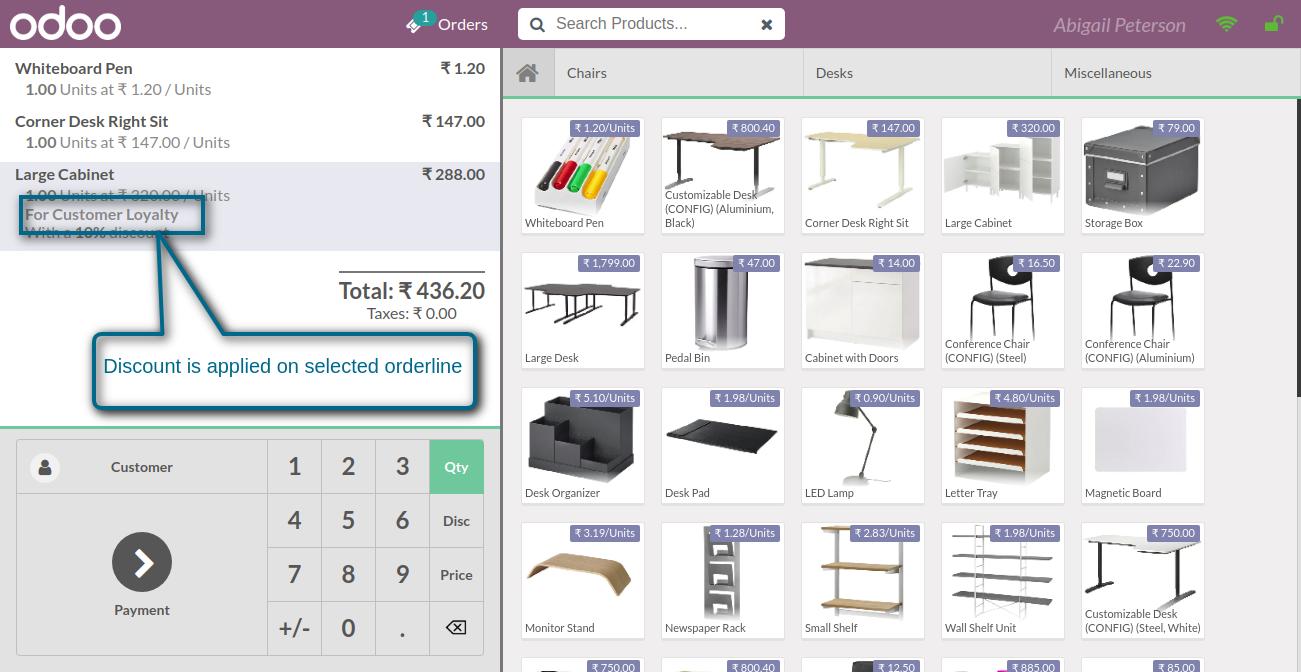 odoo
1
Orders
Search Products...
Abigail Peterson
Whiteboard Pen ₹ 1.20
1.00 Units at ₹ 1.20 / Units
Corner Desk Right Sit ₹ 147.00
1.00 Units at ₹ 147.00 / Units
Large Cabinet ₹ 288.00
1.00 Units at ₹ 320.00 / Units
For Customer Loyalty
With a 10% discount
Total: ₹ 436.20
Taxes: ₹ 0.00
Discount is applied on selected orderline
Customer 1 2 3 Qty
4 5 6 Disc
7 8 9 Price
Payment
+/- 0 .
Chairs Desks Miscellaneous
₹ 1.20/Units
Whiteboard Pen
₹ 800.40
Customizable Desk
(CONFIG) (Aluminium,
Black)
₹ 147.00
Corner Desk Right Sit
₹ 320.00
Large Cabinet
₹ 79.00
Storage Box
₹ 1,799.00
Large Desk
₹ 47.00
Pedal Bin
₹ 14.00
Cabinet with Doors
₹ 16.50
Conference Chair
(CONFIG) (Steel)
₹ 22.90
Conference Chair
(CONFIG) (Aluminium)
₹ 5.10/Units
Desk Organizer
₹ 1.98/Units
Desk Pad
₹ 0.90/Units
LED Lamp
₹ 4.80/Units
Letter Tray
₹ 1.98/Units
Magnetic Board
₹ 3.19/Units
Monitor Stand
₹ 1.28/Units
Newspaper Rack
₹ 2.83/Units
Small Shelf
₹ 1.98/Units
Wall Shelf Unit
₹ 750.00
Customizable Desk
(CONFIG) (Steel, White)
₹ 750.00
₹ 800.40
₹ 12.50
₹ 885.00
₹ 85.00